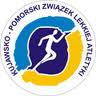 KUJAWSKO - POMORSKI ZWIĄZEK LEKKIEJ ATLETYKI